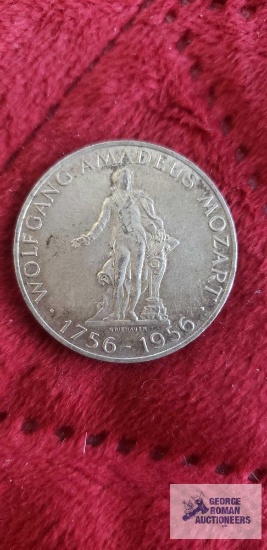 · WOLFGANG · AMADEUS · MOZART ·
1756 – 1956
GEORGE
ROMAN
AUCTIONEERS